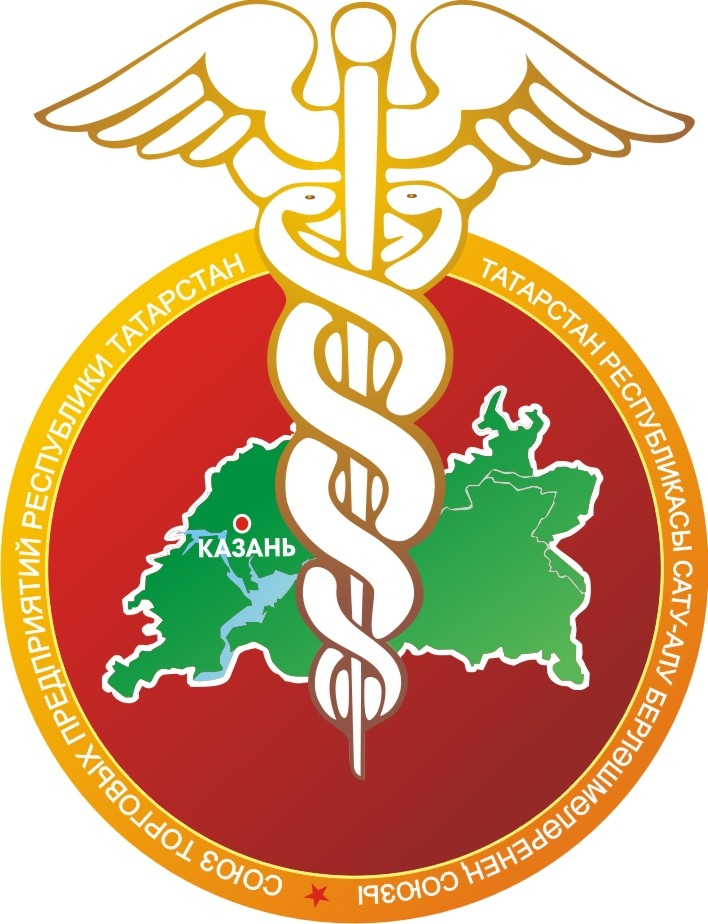 СОЮЗ ТОРГОВЫХ ПРЕДПРИЯТИЙ РЕСПУБЛИКИ ТАТАРСТАН
ТАТАРСТАН РЕСПУБЛИКАСЫ САТУ-АЛУ БЕРЛӘШМӘЛӘРЕНЕҢ СОЮЗЫ
КАЗАНЬ